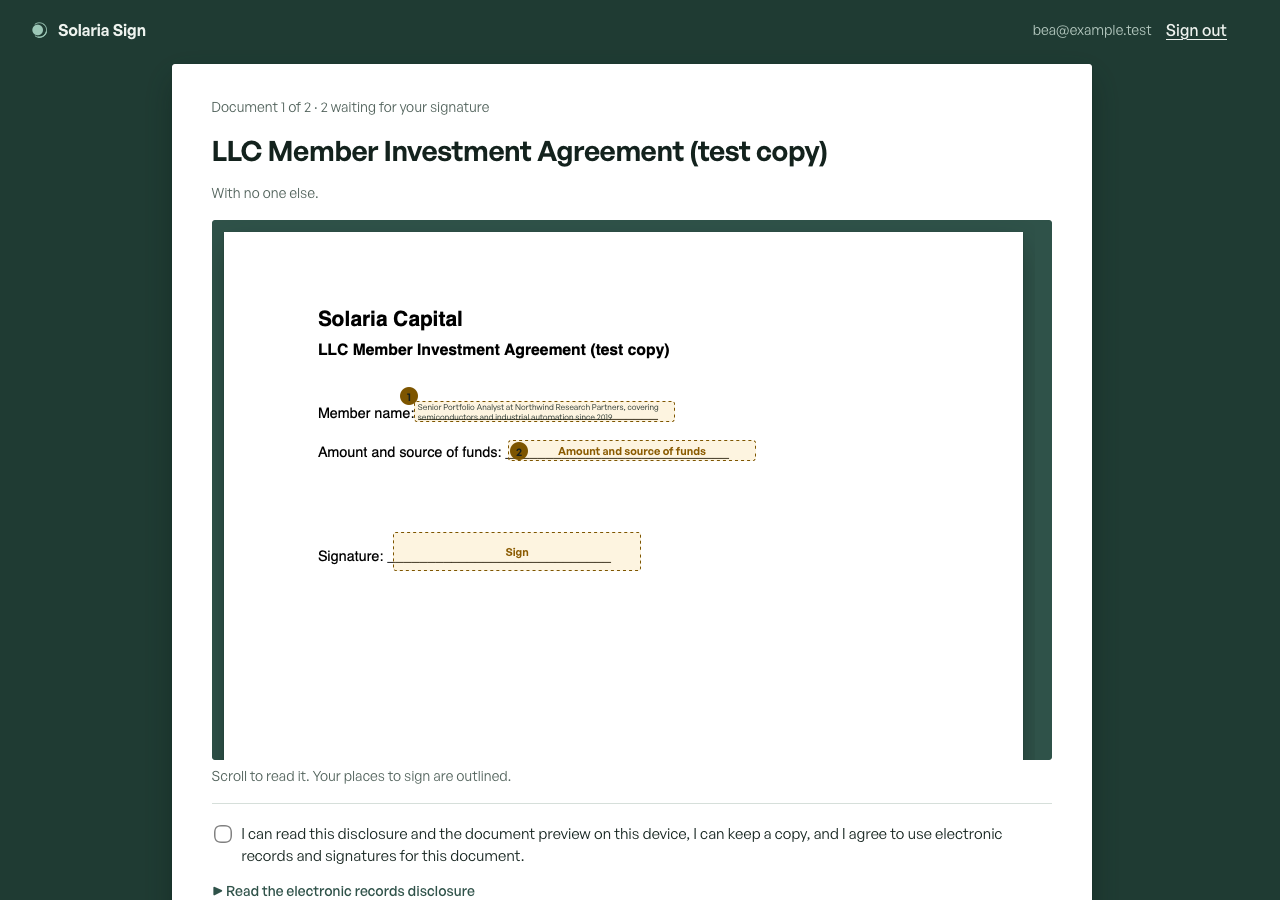 Solaria Sign
bea@example.test Sign out
Document 1 of 2 · 2 waiting for your signature
LLC Member Investment Agreement (test copy)
With no one else.
Solaria Capital
LLC Member Investment Agreement (test copy)
1
Member name:
Senior Portfolio Analyst at Northwind Research Partners, covering
semiconductors and industrial automation since 2019
Amount and source of funds: 2 Amount and source of funds
Signature: Sign
Scroll to read it. Your places to sign are outlined.
I can read this disclosure and the document preview on this device, I can keep a copy, and I agree to use electronic
records and signatures for this document.
Read the electronic records disclosure